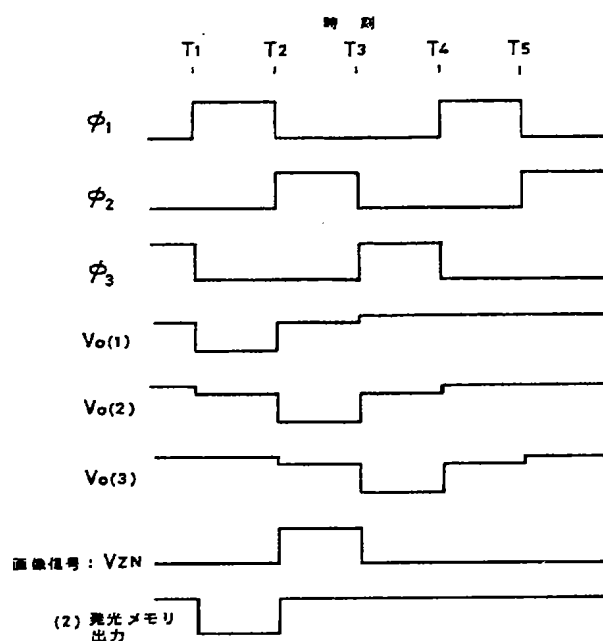 時 刻
T1 T2 T3 T4 T5
φ1
φ2
φ3
Vo(1)
Vo(2)
Vo(3)
画像信号: VZN
(2) 発光メモリ
出力